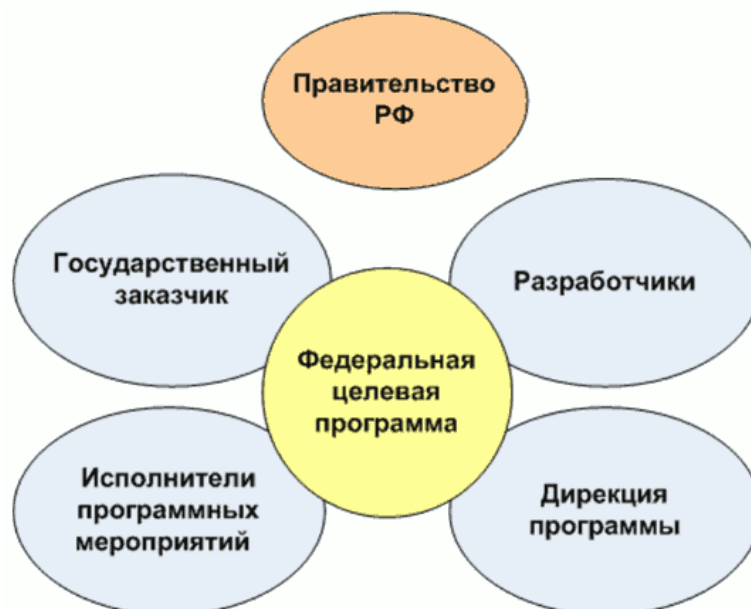 Правительство
РФ
Государственный
заказчик
Разработчики
Федеральная
целевая
программа
Исполнители
программных
мероприятий
Дирекция
программы